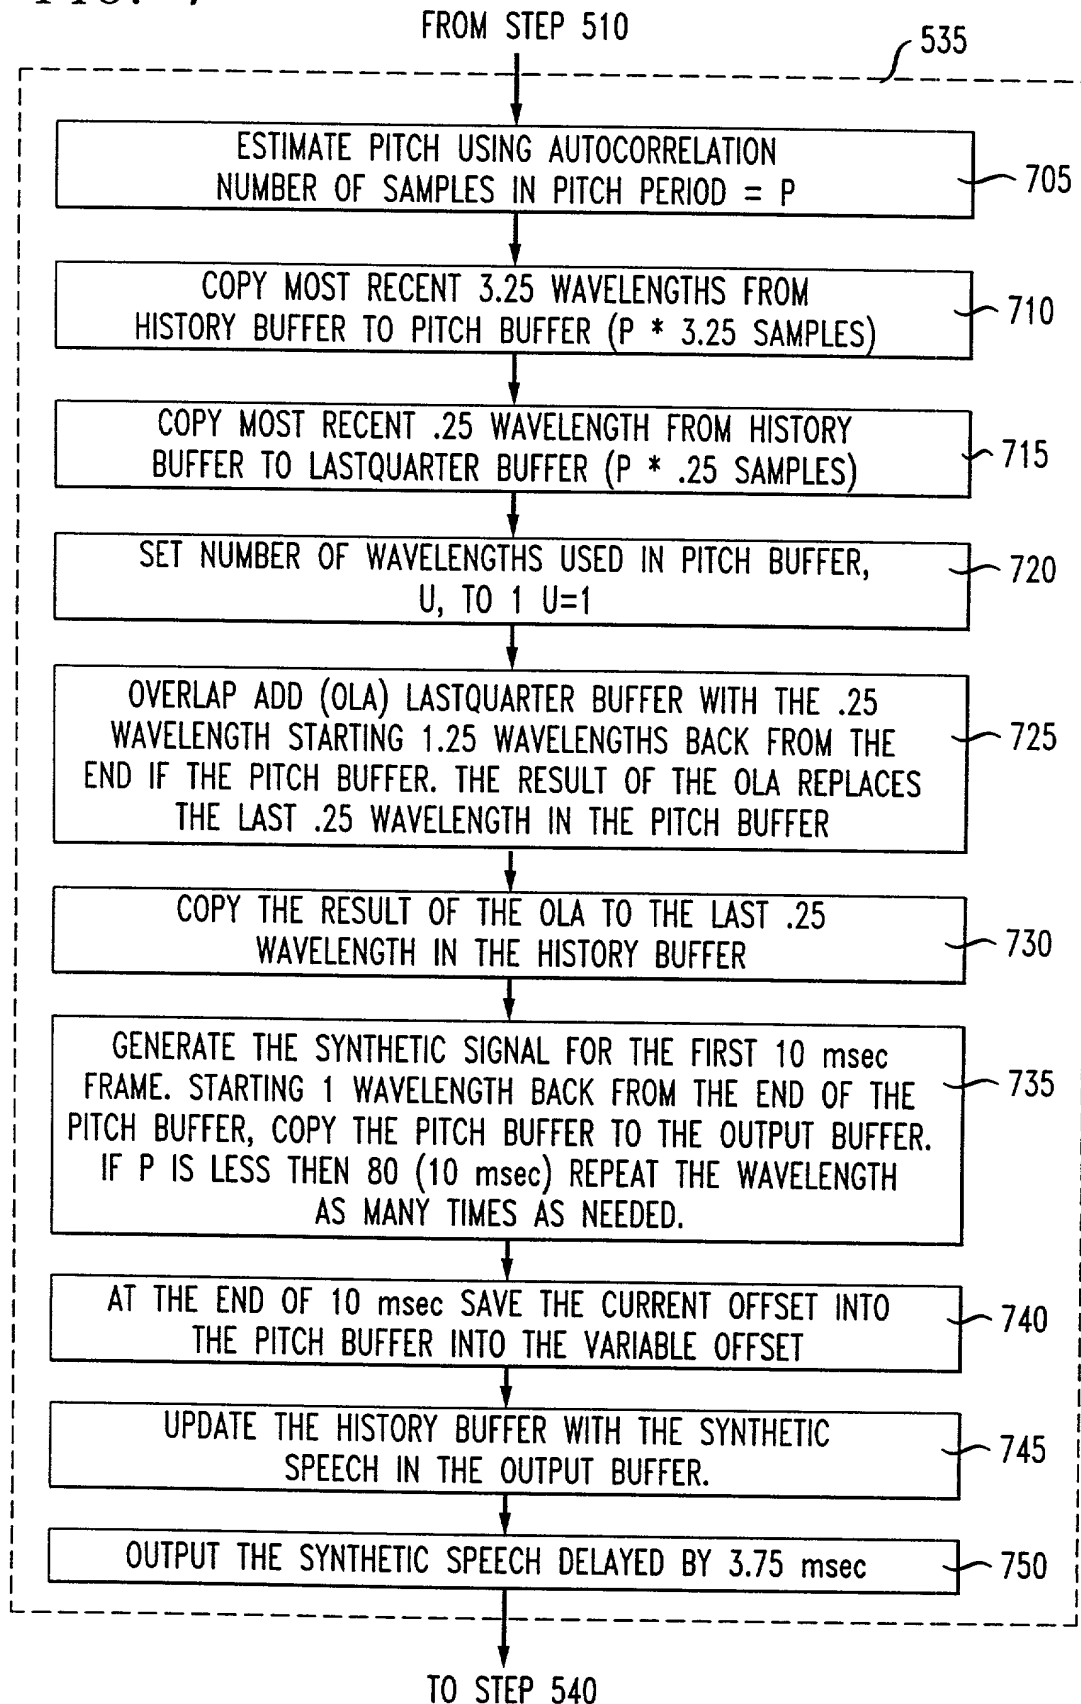 FIG. 7
FROM STEP 510
535
ESTIMATE PITCH USING AUTOCORRELATION
NUMBER OF SAMPLES IN PITCH PERIOD = P
705
COPY MOST RECENT 3.25 WAVELENGTHS FROM
HISTORY BUFFER TO PITCH BUFFER (P * 3.25 SAMPLES)
710
COPY MOST RECENT .25 WAVELENGTH FROM HISTORY
BUFFER TO LASTQUARTER BUFFER (P * .25 SAMPLES)
715
SET NUMBER OF WAVELENGTHS USED IN PITCH BUFFER,
U, TO 1 U=1
720
OVERLAP ADD (OLA) LASTQUARTER BUFFER WITH THE .25
WAVELENGTH STARTING 1.25 WAVELENGTHS BACK FROM THE
END IF THE PITCH BUFFER. THE RESULT OF THE OLA REPLACES
THE LAST .25 WAVELENGTH IN THE PITCH BUFFER
725
COPY THE RESULT OF THE OLA TO THE LAST .25
WAVELENGTH IN THE HISTORY BUFFER
730
GENERATE THE SYNTHETIC SIGNAL FOR THE FIRST 10 msec
FRAME. STARTING 1 WAVELENGTH BACK FROM THE END OF THE
PITCH BUFFER, COPY THE PITCH BUFFER TO THE OUTPUT BUFFER.
IF P IS LESS THEN 80 (10 msec) REPEAT THE WAVELENGTH
AS MANY TIMES AS NEEDED.
735
AT THE END OF 10 msec SAVE THE CURRENT OFFSET INTO
THE PITCH BUFFER INTO THE VARIABLE OFFSET
740
UPDATE THE HISTORY BUFFER WITH THE SYNTHETIC
SPEECH IN THE OUTPUT BUFFER.
745
OUTPUT THE SYNTHETIC SPEECH DELAYED BY 3.75 msec
750
TO STEP 540